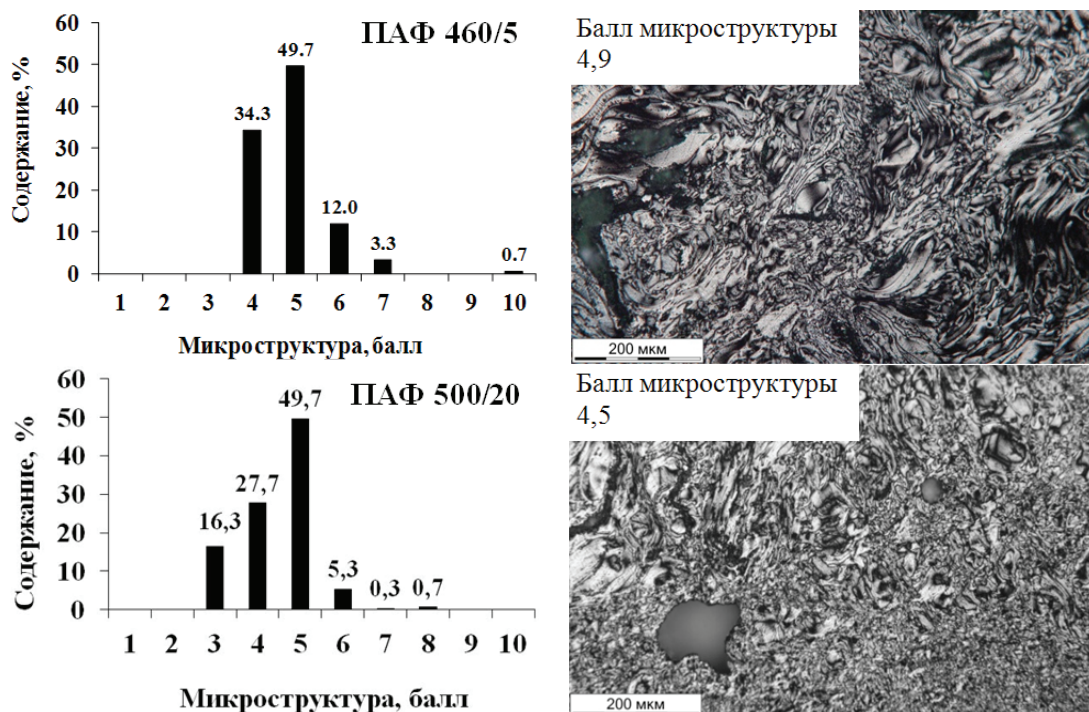 ПАФ 460/5
Содержание, %
60
50
40
30
20
10
0
34.3
49.7
12.0
3.3
0.7
1 2 3 4 5 6 7 8 9 10
Микроструктура, балл
Балл микроструктуры
4,9
200 мкм
ПАФ 500/20
Содержание, %
60
50
40
30
20
10
0
16,3
27,7
49,7
5,3
0,3
0,7
1 2 3 4 5 6 7 8 9 10
Микроструктура, балл
Балл микроструктуры
4,5
200 мкм